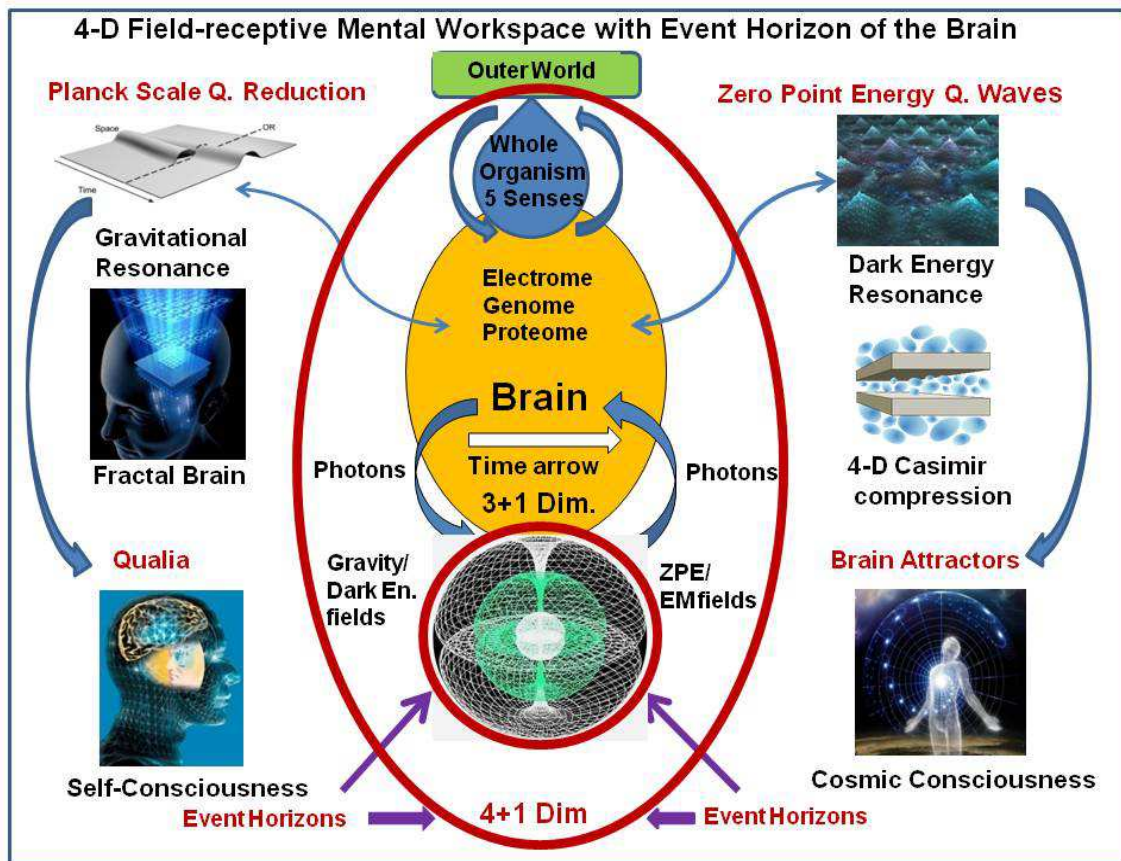 4-D Field-receptive Mental Workspace with Event Horizon of the Brain
Outer World
Planck Scale Q. Reduction
Zero Point Energy Q. Waves
Space
OR
Time
Whole
Organism
5 Senses
Gravitational
Resonance
Electrome
Genome
Proteome
Dark Energy
Resonance
Brain
Fractal Brain
Photons
Time arrow
3+1 Dim.
Photons
4-D Casimir
compression
Qualia
Gravity/
Dark En.
fields
ZPE/
EMfields
Brain Attractors
Self-Consciousness
Cosmic Consciousness
Event Horizons
4+1 Dim
Event Horizons